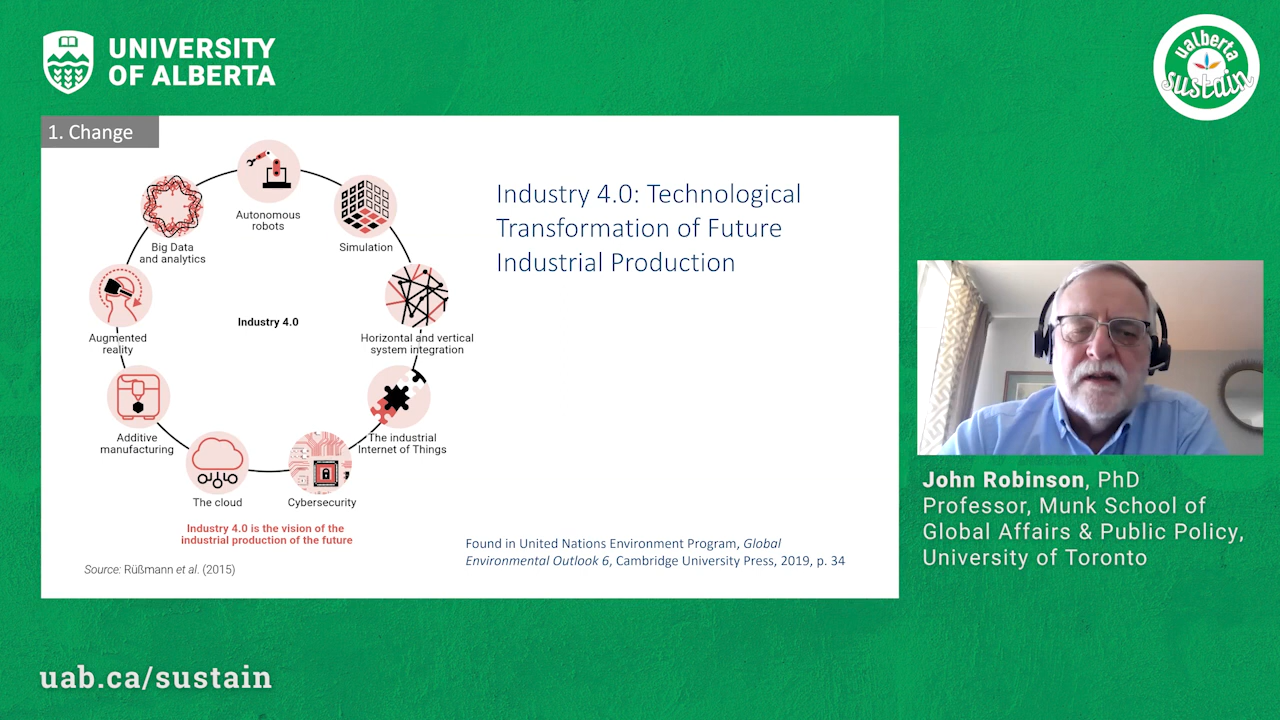 UNIVERSITY
OF ALBERTA
ualberta
sustain
1. Change
Autonomous
robots
Simulation
Big Data
and analytics
Industry 4.0
Augmented
reality
Horizontal and vertical
system integration
Additive
manufacturing
The industrial
Internet of Things
The cloud
Cybersecurity
Industry 4.0 is the vision of the
industrial production of the future
Source: Rüßmann et al. (2015)
Industry 4.0: Technological
Transformation of Future
Industrial Production
Found in United Nations Environment Program, Global
Environmental Outlook 6, Cambridge University Press, 2019, p. 34
John Robinson, PhD
Professor, Munk School of
Global Affairs & Public Policy,
University of Toronto
uab.ca/sustain